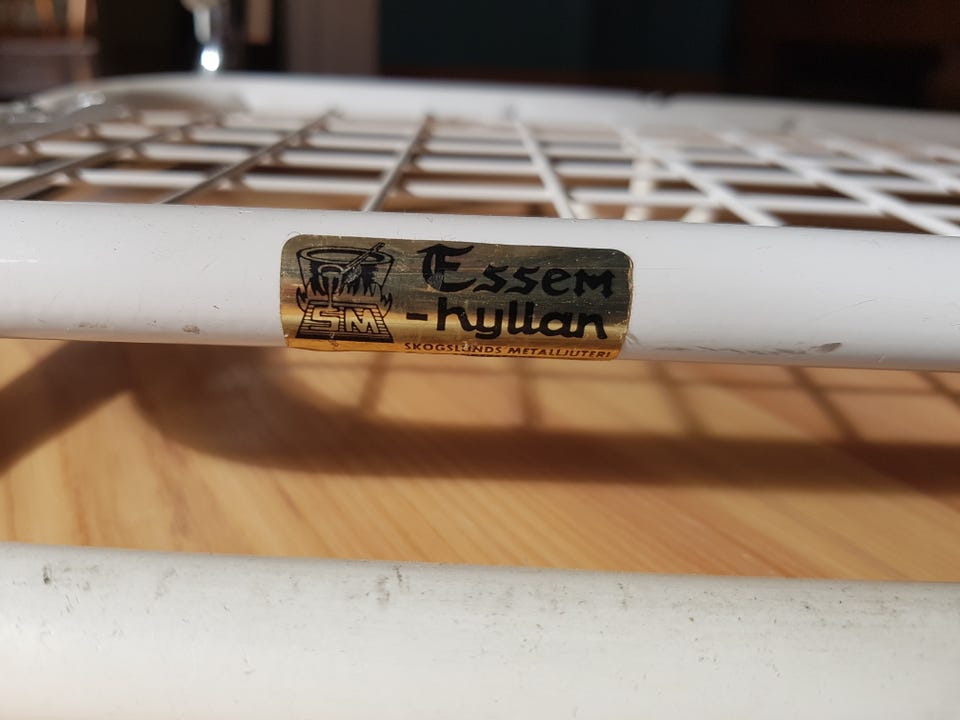 SM
Essem
-hyllan
SKOGSLUNDS METALLJUTERI